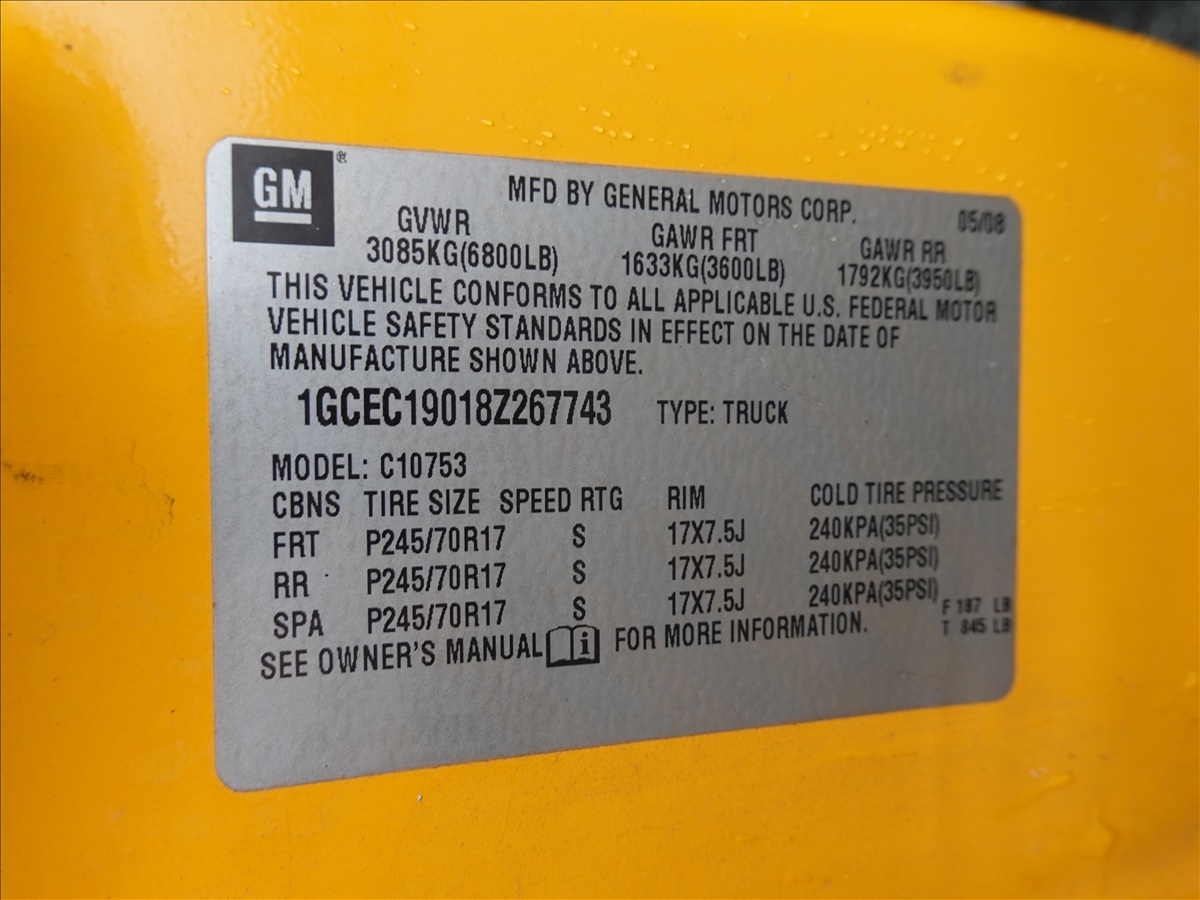 GM
MFD BY GENERAL MOTORS CORP. 05/08
GVWR GAWR FRT GAWR RR
3085KG(6800LB) 1633KG(3600LB) 1792KG(3950LB)
THIS VEHICLE CONFORMS TO ALL APPLICABLE U.S. FEDERAL MOTOR
VEHICLE SAFETY STANDARDS IN EFFECT ON THE DATE OF
MANUFACTURE SHOWN ABOVE.
1GCEC19018Z267743 TYPE: TRUCK
MODEL: C10753
CBNS TIRE SIZE SPEED RTG RIM COLD TIRE PRESSURE
FRT P245/70R17 S 17X7.5J 240KPA(35PSI)
RR P245/70R17 S 17X7.5J 240KPA(35PSI)
SPA P245/70R17 S 17X7.5J 240KPA(35PSI)
F 187 LB
T 845 LB
SEE OWNER'S MANUAL i FOR MORE INFORMATION.